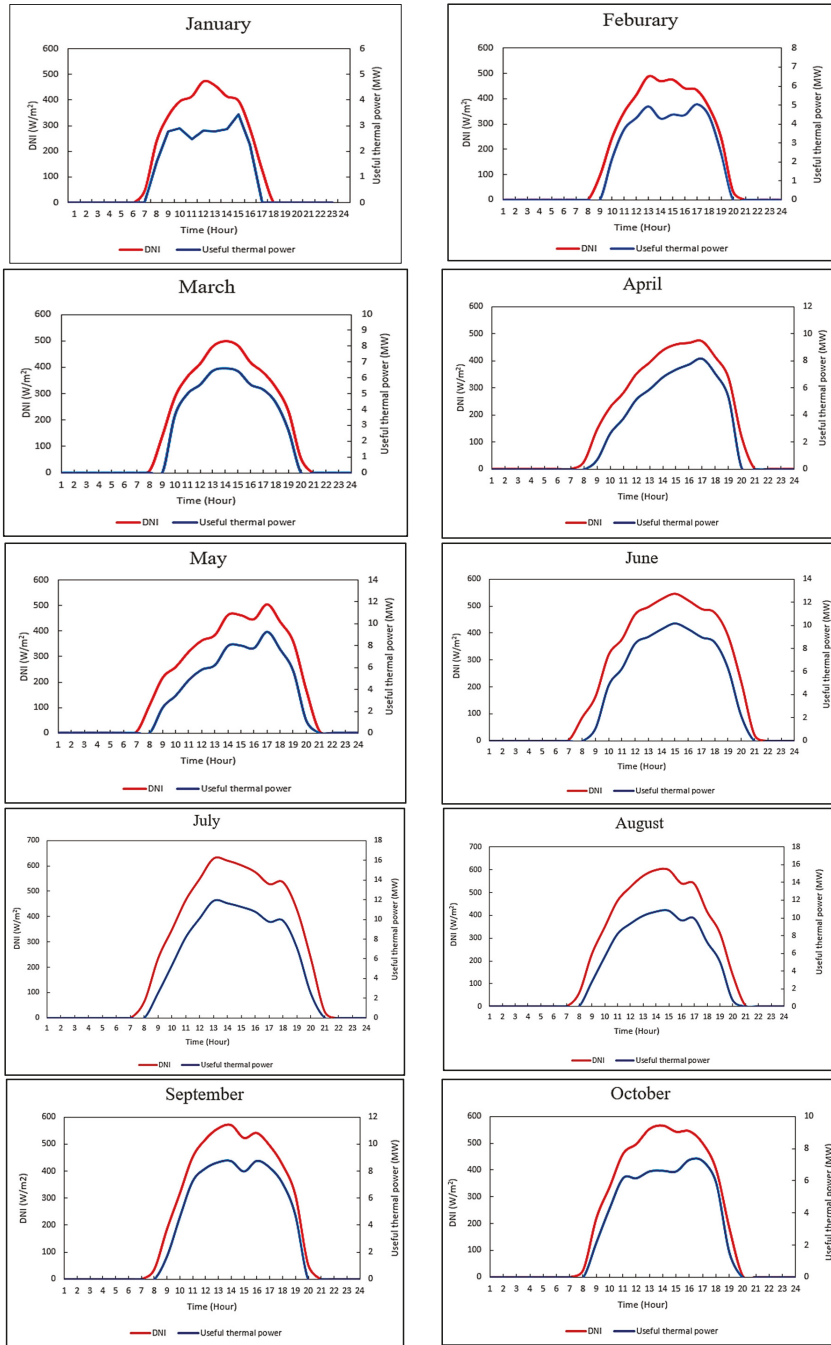 January
600
500
400
300
200
100
0
DNI (W/m²)
6
5
4
3
2
1
0
Useful thermal power (MW)
1 2 3 4 5 6 7 8 9 10 11 12 13 14 15 16 17 18 19 20 21 22 23 24
Time (Hour)
DNI Useful thermal power
Feburary
600
500
400
300
200
100
0
DNI (W/m²)
8
7
6
5
4
3
2
1
0
Useful thermal power (MW)
1 2 3 4 5 6 7 8 9 10 11 12 13 14 15 16 17 18 19 20 21 22 23 24
Time (Hour)
DNI Useful thermal power
March
600
500
400
300
200
100
0
DNI (W/m²)
10
9
8
7
6
5
4
3
2
1
0
Useful thermal power (MW)
1 2 3 4 5 6 7 8 9 10 11 12 13 14 15 16 17 18 19 20 21 22 23 24
Time (Hour)
DNI Useful thermal power
April
600
500
400
300
200
100
0
DNI (W/m²)
12
10
8
6
4
2
0
Useful thermal power (MW)
1 2 3 4 5 6 7 8 9 10 11 12 13 14 15 16 17 18 19 20 21 22 23 24
Time (Hour)
DNI Useful thermal power
May
600
500
400
300
200
100
0
DNI (W/m²)
14
12
10
8
6
4
2
0
Useful thermal power (MW)
1 2 3 4 5 6 7 8 9 10 11 12 13 14 15 16 17 18 19 20 21 22 23 24
Time (Hour)
DNI Useful thermal power
June
600
500
400
300
200
100
0
DNI (W/m²)
14
12
10
8
6
4
2
0
Useful thermal power (MW)
1 2 3 4 5 6 7 8 9 10 11 12 13 14 15 16 17 18 19 20 21 22 23 24
Time (Hour)
DNI Useful thermal power
July
700
600
500
400
300
200
100
0
DNI (W/m²)
18
16
14
12
10
8
6
4
2
0
Useful thermal power (MW)
1 2 3 4 5 6 7 8 9 10 11 12 13 14 15 16 17 18 19 20 21 22 23 24
Time (Hour)
DNI Useful thermal power
August
700
600
500
400
300
200
100
0
DNI (W/m²)
18
16
14
12
10
8
6
4
2
0
Useful thermal power (MW)
1 2 3 4 5 6 7 8 9 10 11 12 13 14 15 16 17 18 19 20 21 22 23 24
Time (Hour)
DNI Useful thermal power
September
600
500
400
300
200
100
0
DNI (W/m2)
12
10
8
6
4
2
0
Useful thermal power (MW)
1 2 3 4 5 6 7 8 9 10 11 12 13 14 15 16 17 18 19 20 21 22 23 24
Time (Hour)
DNI Useful thermal power
October
600
500
400
300
200
100
0
DNI (W/m²)
10
8
6
4
2
0
Useful thermal power (MW)
1 2 3 4 5 6 7 8 9 10 11 12 13 14 15 16 17 18 19 20 21 22 23 24
Time (Hour)
DNI Useful thermal power